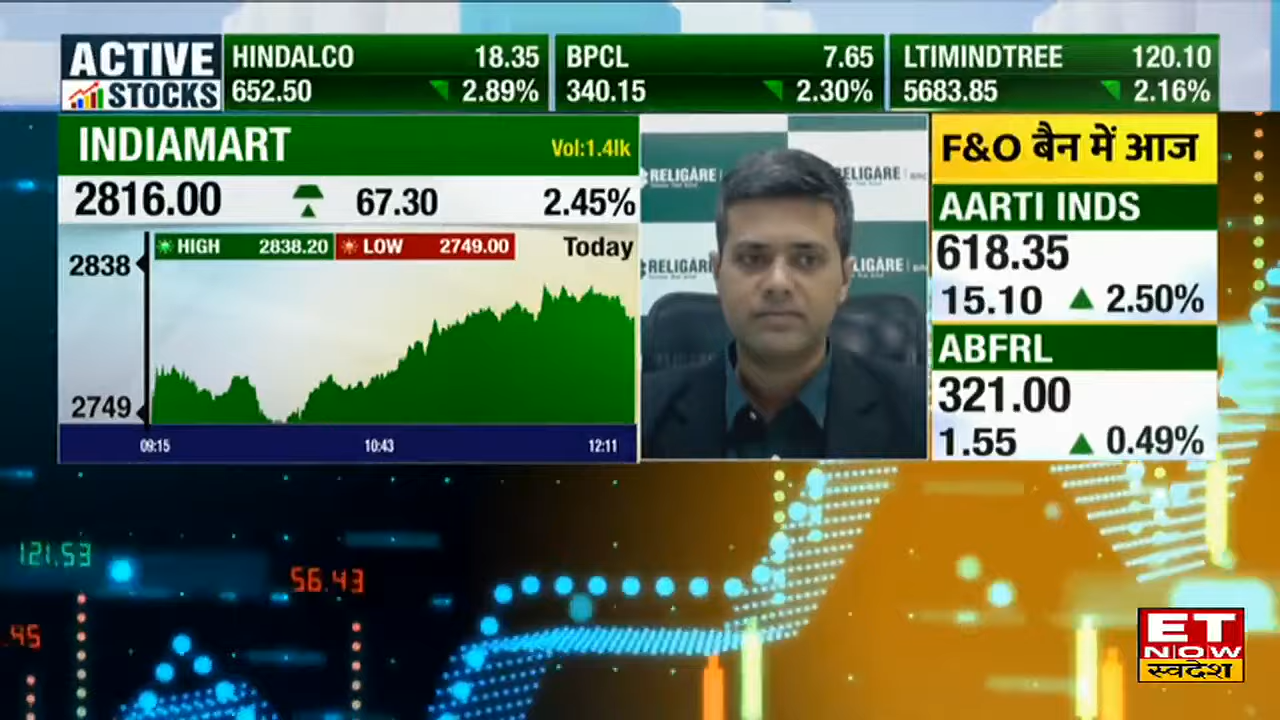 ACTIVE
STOCKS
HINDALCO 18.35
652.50 2.89%
BPCL 7.65
340.15 2.30%
LTIMINDTREE 120.10
5683.85 2.16%
INDIAMART Vol:1.4lk
2816.00 67.30 2.45%
HIGH 2838.20 LOW 2749.00 Today
2838
2749
09:15 10:43 12:11
RELIGARE
RELIGARE
RELIGARE
LIGARE
F&O बैन में आज
AARTI INDS
618.35
15.10 2.50%
ABFRL
321.00
1.55 0.49%
121.53
56.43
.45
ET
NOW
स्वदेश